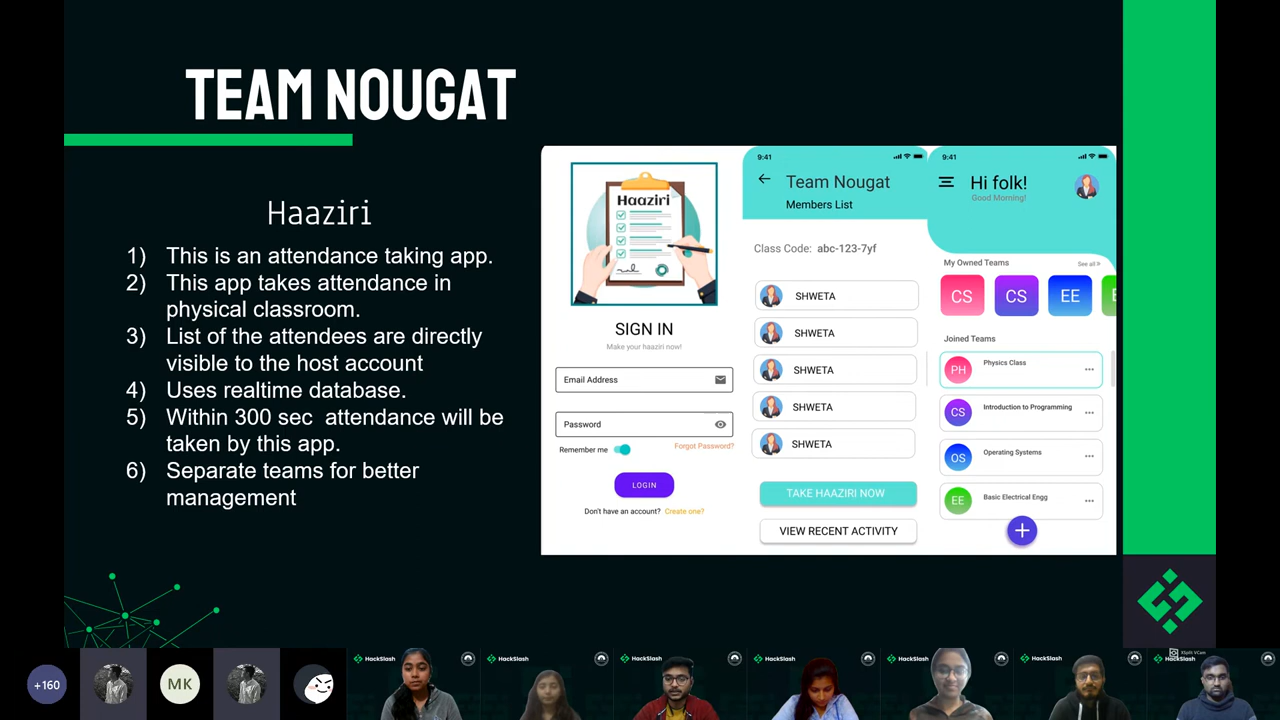 TEAM NOUGAT
Haaziri
1) This is an attendance taking app.
2) This app takes attendance in
physical classroom.
3) List of the attendees are directly
visible to the host account
4) Uses realtime database.
5) Within 300 sec attendance will be
taken by this app.
6) Separate teams for better
management
Haaziri
SIGN IN
Make your haaziri now!
Email Address
Password
Remember me
Forgot Password?
LOGIN
Don't have an account? Create one?
9:41
Team Nougat
Members List
Class Code: abc-123-7yf
SHWETA
SHWETA
SHWETA
SHWETA
SHWETA
TAKE HAAZIRI NOW
VIEW RECENT ACTIVITY
9:41
Hi folk!
Good Morning!
My Owned Teams
See all
CS CS EE E
Joined Teams
PH Physics Class
CS Introduction to Programming
OS Operating Systems
EE Basic Electrical Engg
+
XSplit VCam
+160
MK
HackSlash
HackSlash
HackSlash
HackSlash
HackSlash
HackSlash
HackSlash